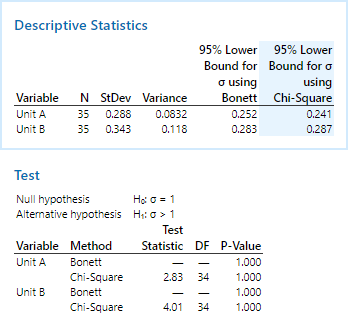 Descriptive Statistics
95% Lower 95% Lower
Bound for Bound for σ
σ using using
Variable N StDev Variance Bonett Chi-Square
Unit A 35 0.288 0.0832 0.252 0.241
Unit B 35 0.343 0.118 0.283 0.287
Test
Null hypothesis H₀: σ = 1
Alternative hypothesis H₁: σ > 1
Test
Variable Method Statistic DF P-Value
Unit A Bonett — — 1.000
Chi-Square 2.83 34 1.000
Unit B Bonett — — 1.000
Chi-Square 4.01 34 1.000